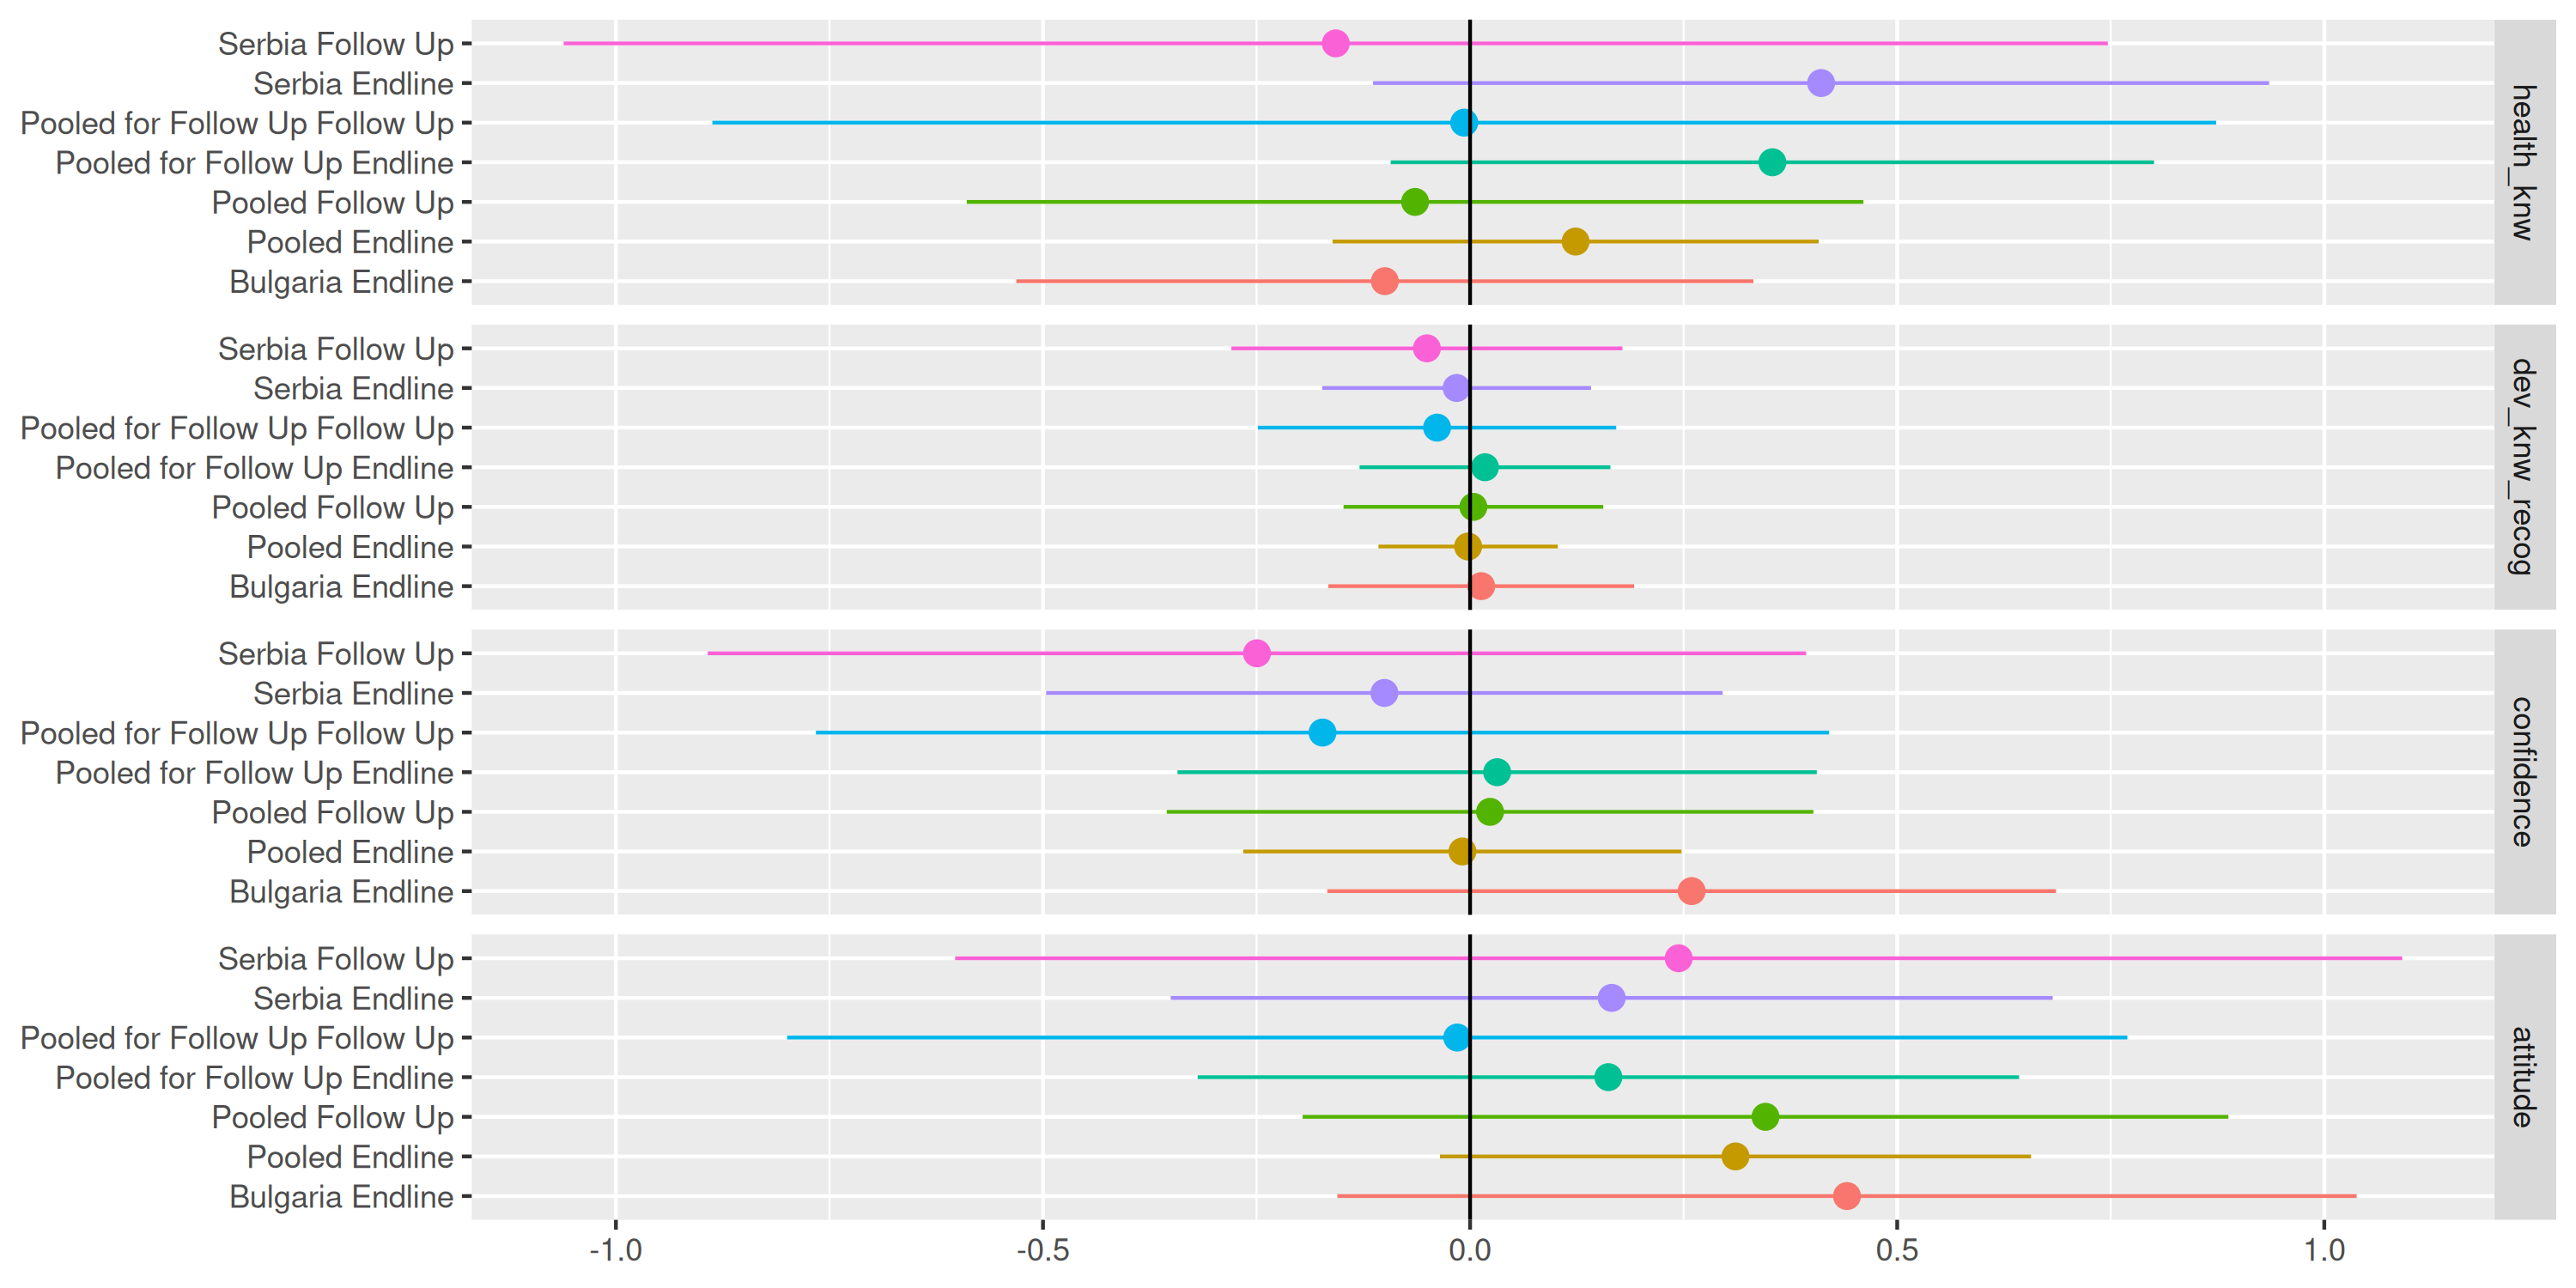 Serbia Follow Up
Serbia Endline
Pooled for Follow Up Follow Up
Pooled for Follow Up Endline
Pooled Follow Up
Pooled Endline
Bulgaria Endline
health_knw
Serbia Follow Up
Serbia Endline
Pooled for Follow Up Follow Up
Pooled for Follow Up Endline
Pooled Follow Up
Pooled Endline
Bulgaria Endline
dev_knw_recog
Serbia Follow Up
Serbia Endline
Pooled for Follow Up Follow Up
Pooled for Follow Up Endline
Pooled Follow Up
Pooled Endline
Bulgaria Endline
confidence
Serbia Follow Up
Serbia Endline
Pooled for Follow Up Follow Up
Pooled for Follow Up Endline
Pooled Follow Up
Pooled Endline
Bulgaria Endline
attitude
-1.0 -0.5 0.0 0.5 1.0